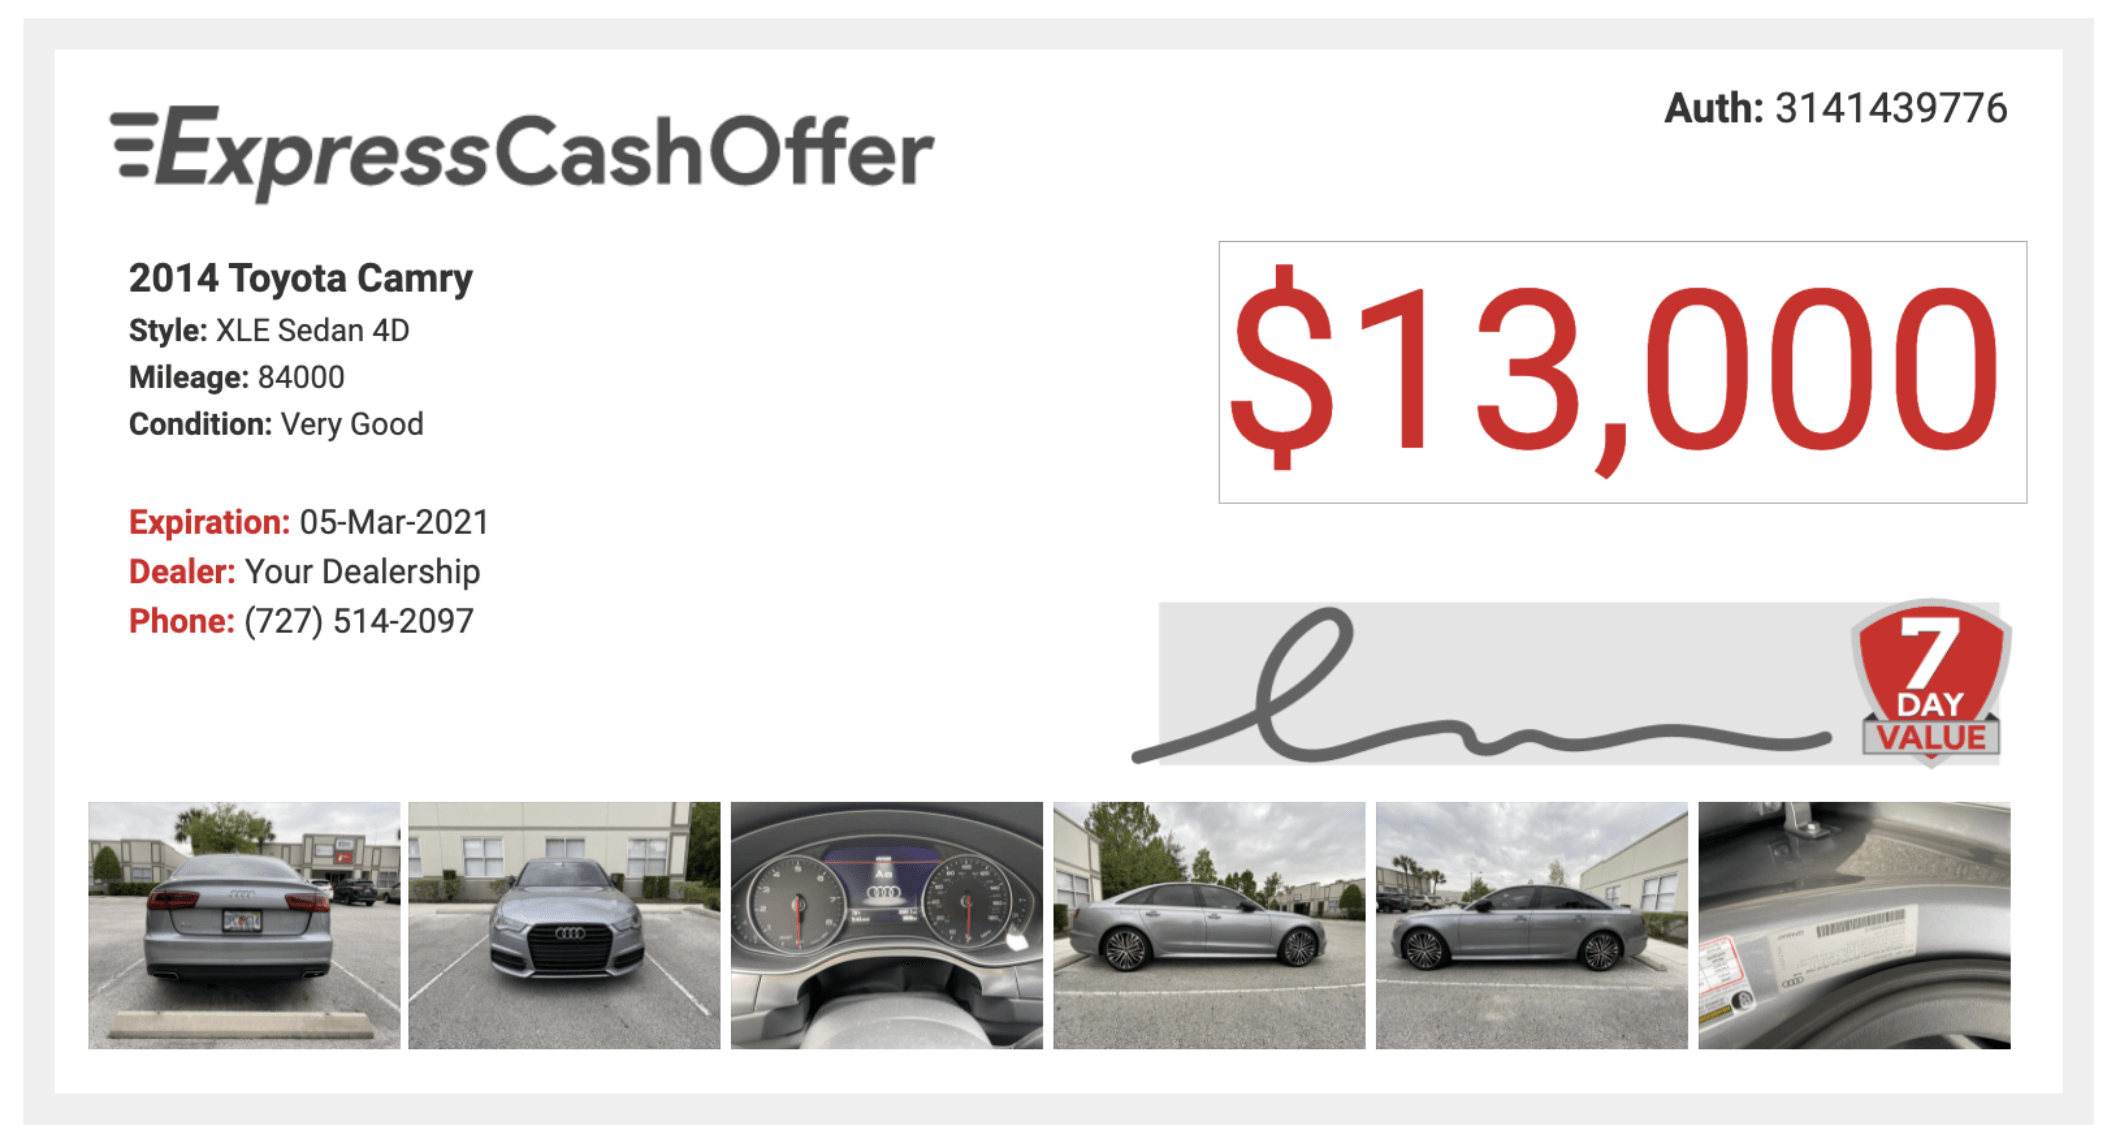 ExpressCashOffer
Auth: 3141439776
2014 Toyota Camry
Style: XLE Sedan 4D
Mileage: 84000
Condition: Very Good
$13,000
Expiration: 05-Mar-2021
Dealer: Your Dealership
Phone: (727) 514-2097
7
DAY
VALUE